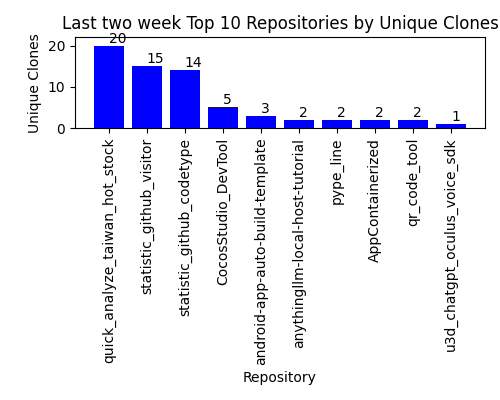 Last two week Top 10 Repositories by Unique Clones
Unique Clones
20
10
0
20
15
14
5
3
2
2
2
2
1
quick_analyze_taiwan_hot_stock
statistic_github_visitor
statistic_github_codetype
CocosStudio_DevTool
android-app-auto-build-template
anythingllm-local-host-tutorial
pype_line
AppContainerized
qr_code_tool
u3d_chatgpt_oculus_voice_sdk
Repository